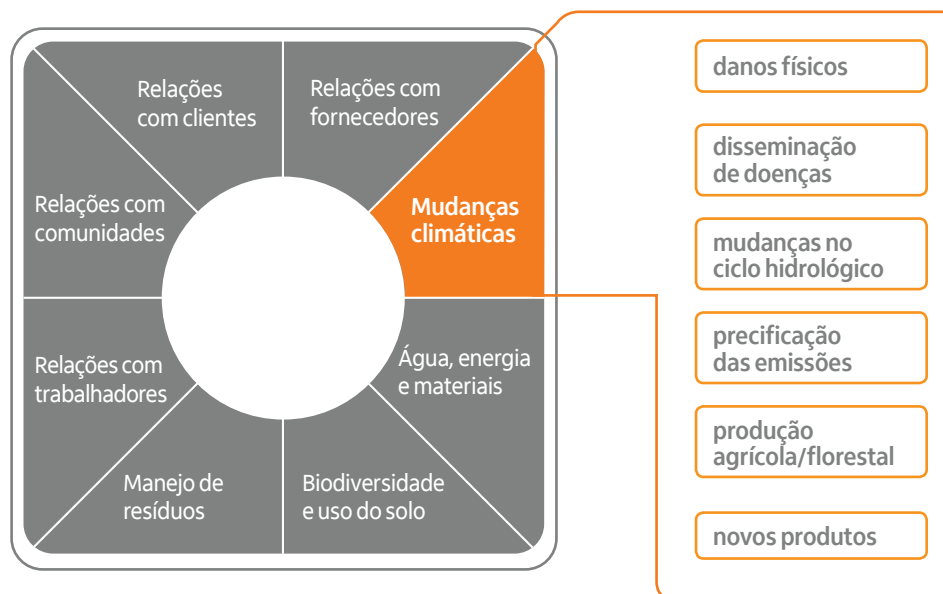 Relações
com clientes
Relações com
fornecedores
Mudanças
climáticas
Água, energia
e materiais
Biodiversidade
e uso do solo
Manejo de
resíduos
Relações com
trabalhadores
Relações com
comunidades
danos físicos
disseminação
de doenças
mudanças no
ciclo hidrológico
precificação
das emissões
produção
agrícola/florestal
novos produtos